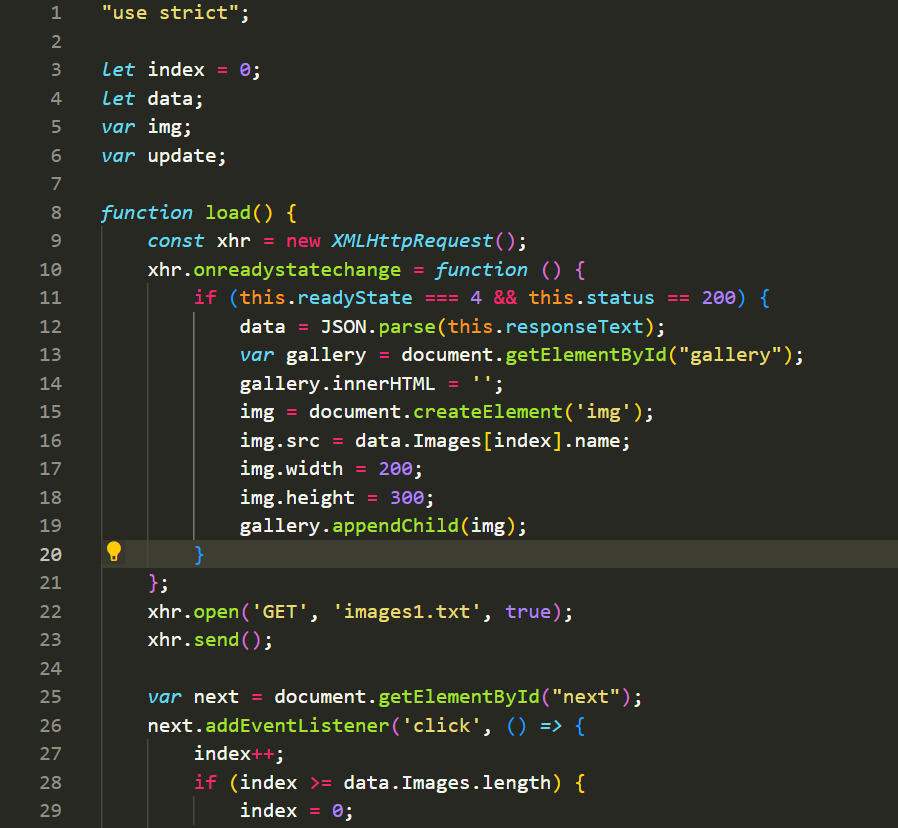 1 "use strict";
2
3 let index = 0;
4 let data;
5 var img;
6 var update;
7
8 function load() {
9     const xhr = new XMLHttpRequest();
10     xhr.onreadystatechange = function () {
11         if (this.readyState === 4 && this.status == 200) {
12             data = JSON.parse(this.responseText);
13             var gallery = document.getElementById("gallery");
14             gallery.innerHTML = '';
15             img = document.createElement('img');
16             img.src = data.Images[index].name;
17             img.width = 200;
18             img.height = 300;
19             gallery.appendChild(img);
20         }
21     };
22     xhr.open('GET', 'images1.txt', true);
23     xhr.send();
24
25     var next = document.getElementById("next");
26     next.addEventListener('click', () => {
27         index++;
28         if (index >= data.Images.length) {
29             index = 0;